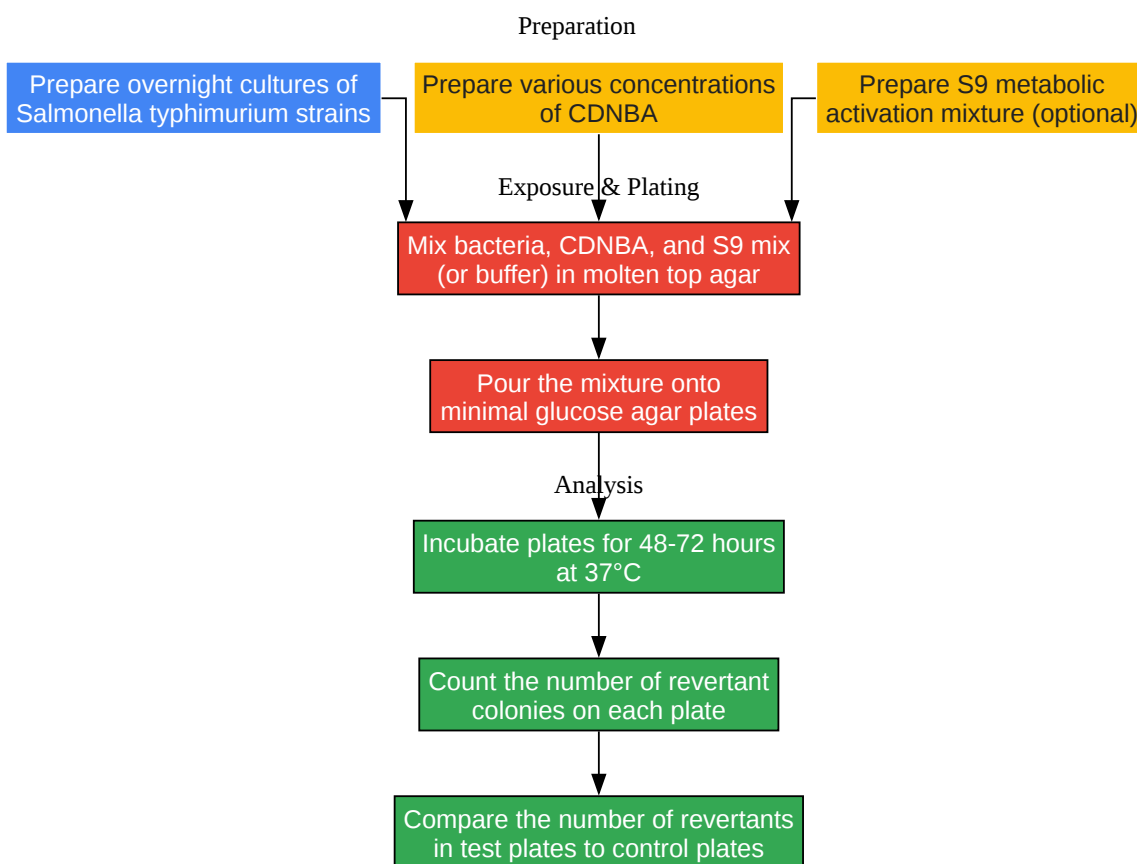 Preparation
Prepare overnight cultures of
Salmonella typhimurium strains
Prepare various concentrations
of CDNBA
Prepare S9 metabolic
activation mixture (optional)
Exposure & Plating
Mix bacteria, CDNBA, and S9 mix
(or buffer) in molten top agar
Pour the mixture onto
minimal glucose agar plates
Analysis
Incubate plates for 48-72 hours
at 37°C
Count the number of revertant
colonies on each plate
Compare the number of revertants
in test plates to control plates